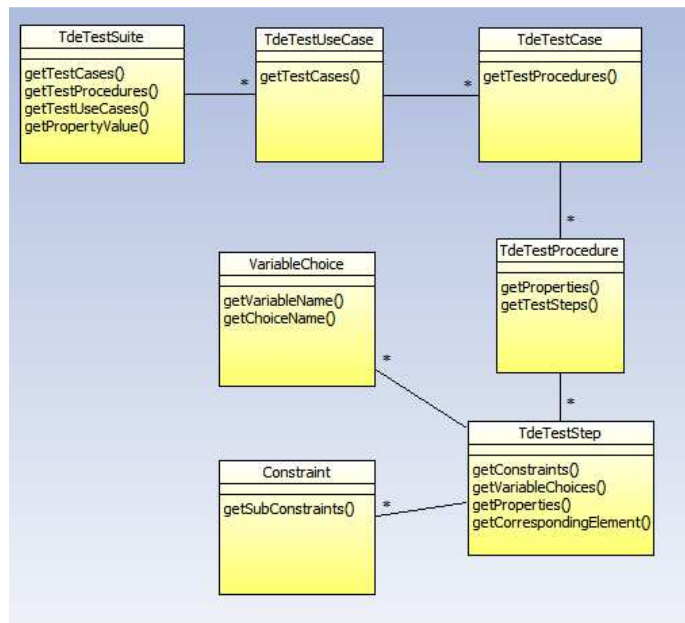 TdeTestSuite
getTestCases()
getTestProcedures()
getTestUseCases()
getPropertyValue()
*
TdeTestUseCase
getTestCases()
*
TdeTestCase
getTestProcedures()
*
TdeTestProcedure
getProperties()
getTestSteps()
*
VariableChoice
getVariableName()
getChoiceName()
*
TdeTestStep
getConstraints()
getVariableChoices()
getProperties()
getCorrespondingElement()
Constraint
getSubConstraints()
*